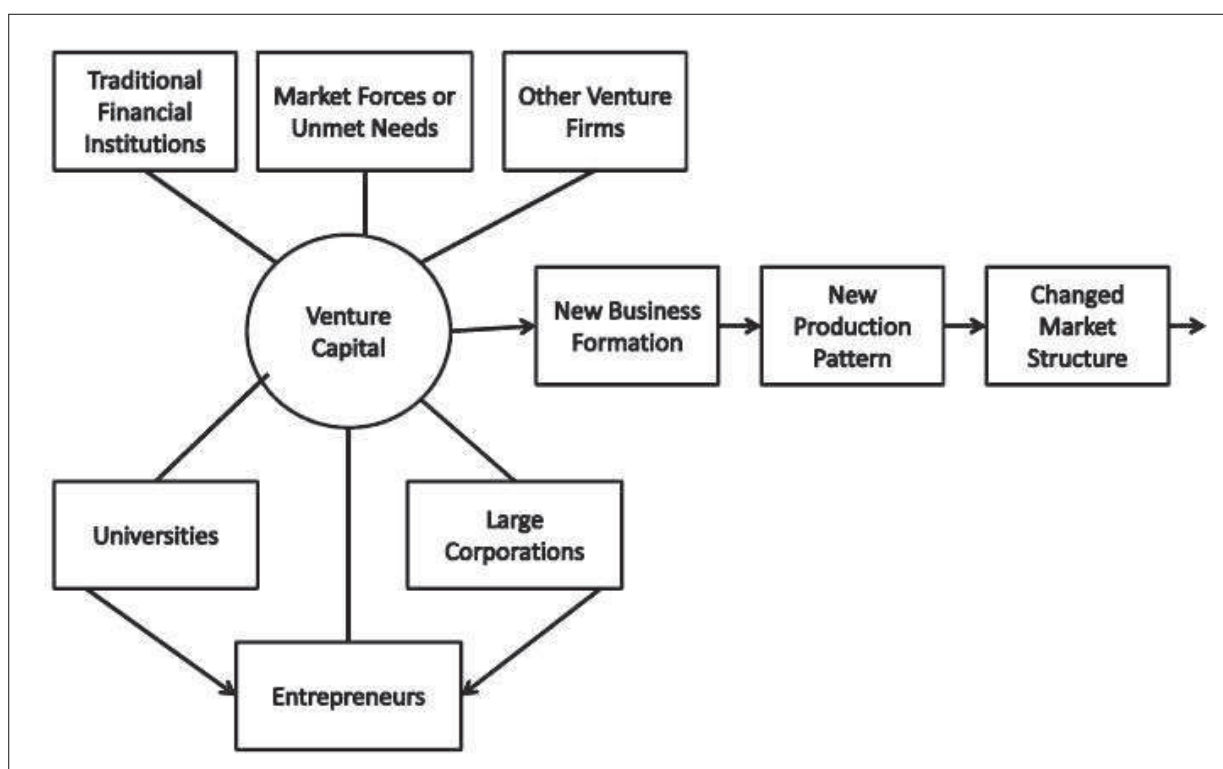 Traditional
Financial
Institutions
Market Forces or
Unmet Needs
Other Venture
Firms
Venture
Capital
New Business
Formation
New
Production
Pattern
Changed
Market
Structure
Universities
Large
Corporations
Entrepreneurs